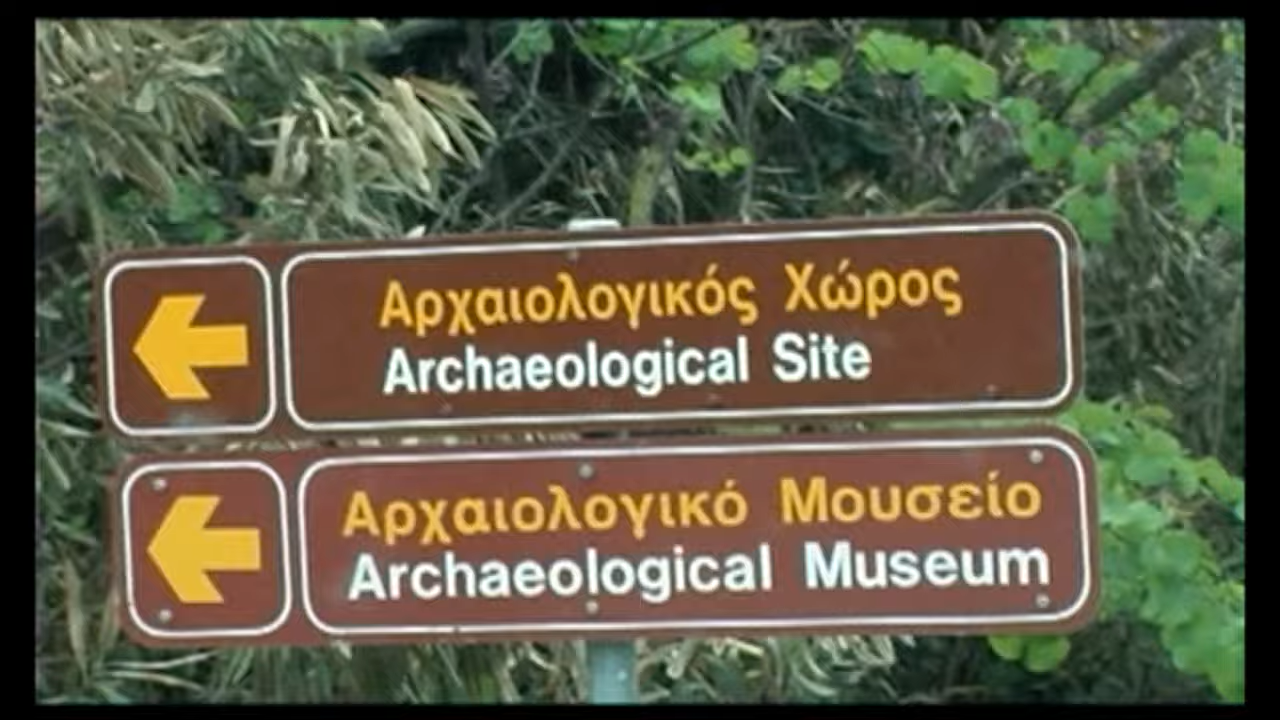 Αρχαιολογικός Χώρος
Archaeological Site
Αρχαιολογικό Μουσείο
Archaeological Museum